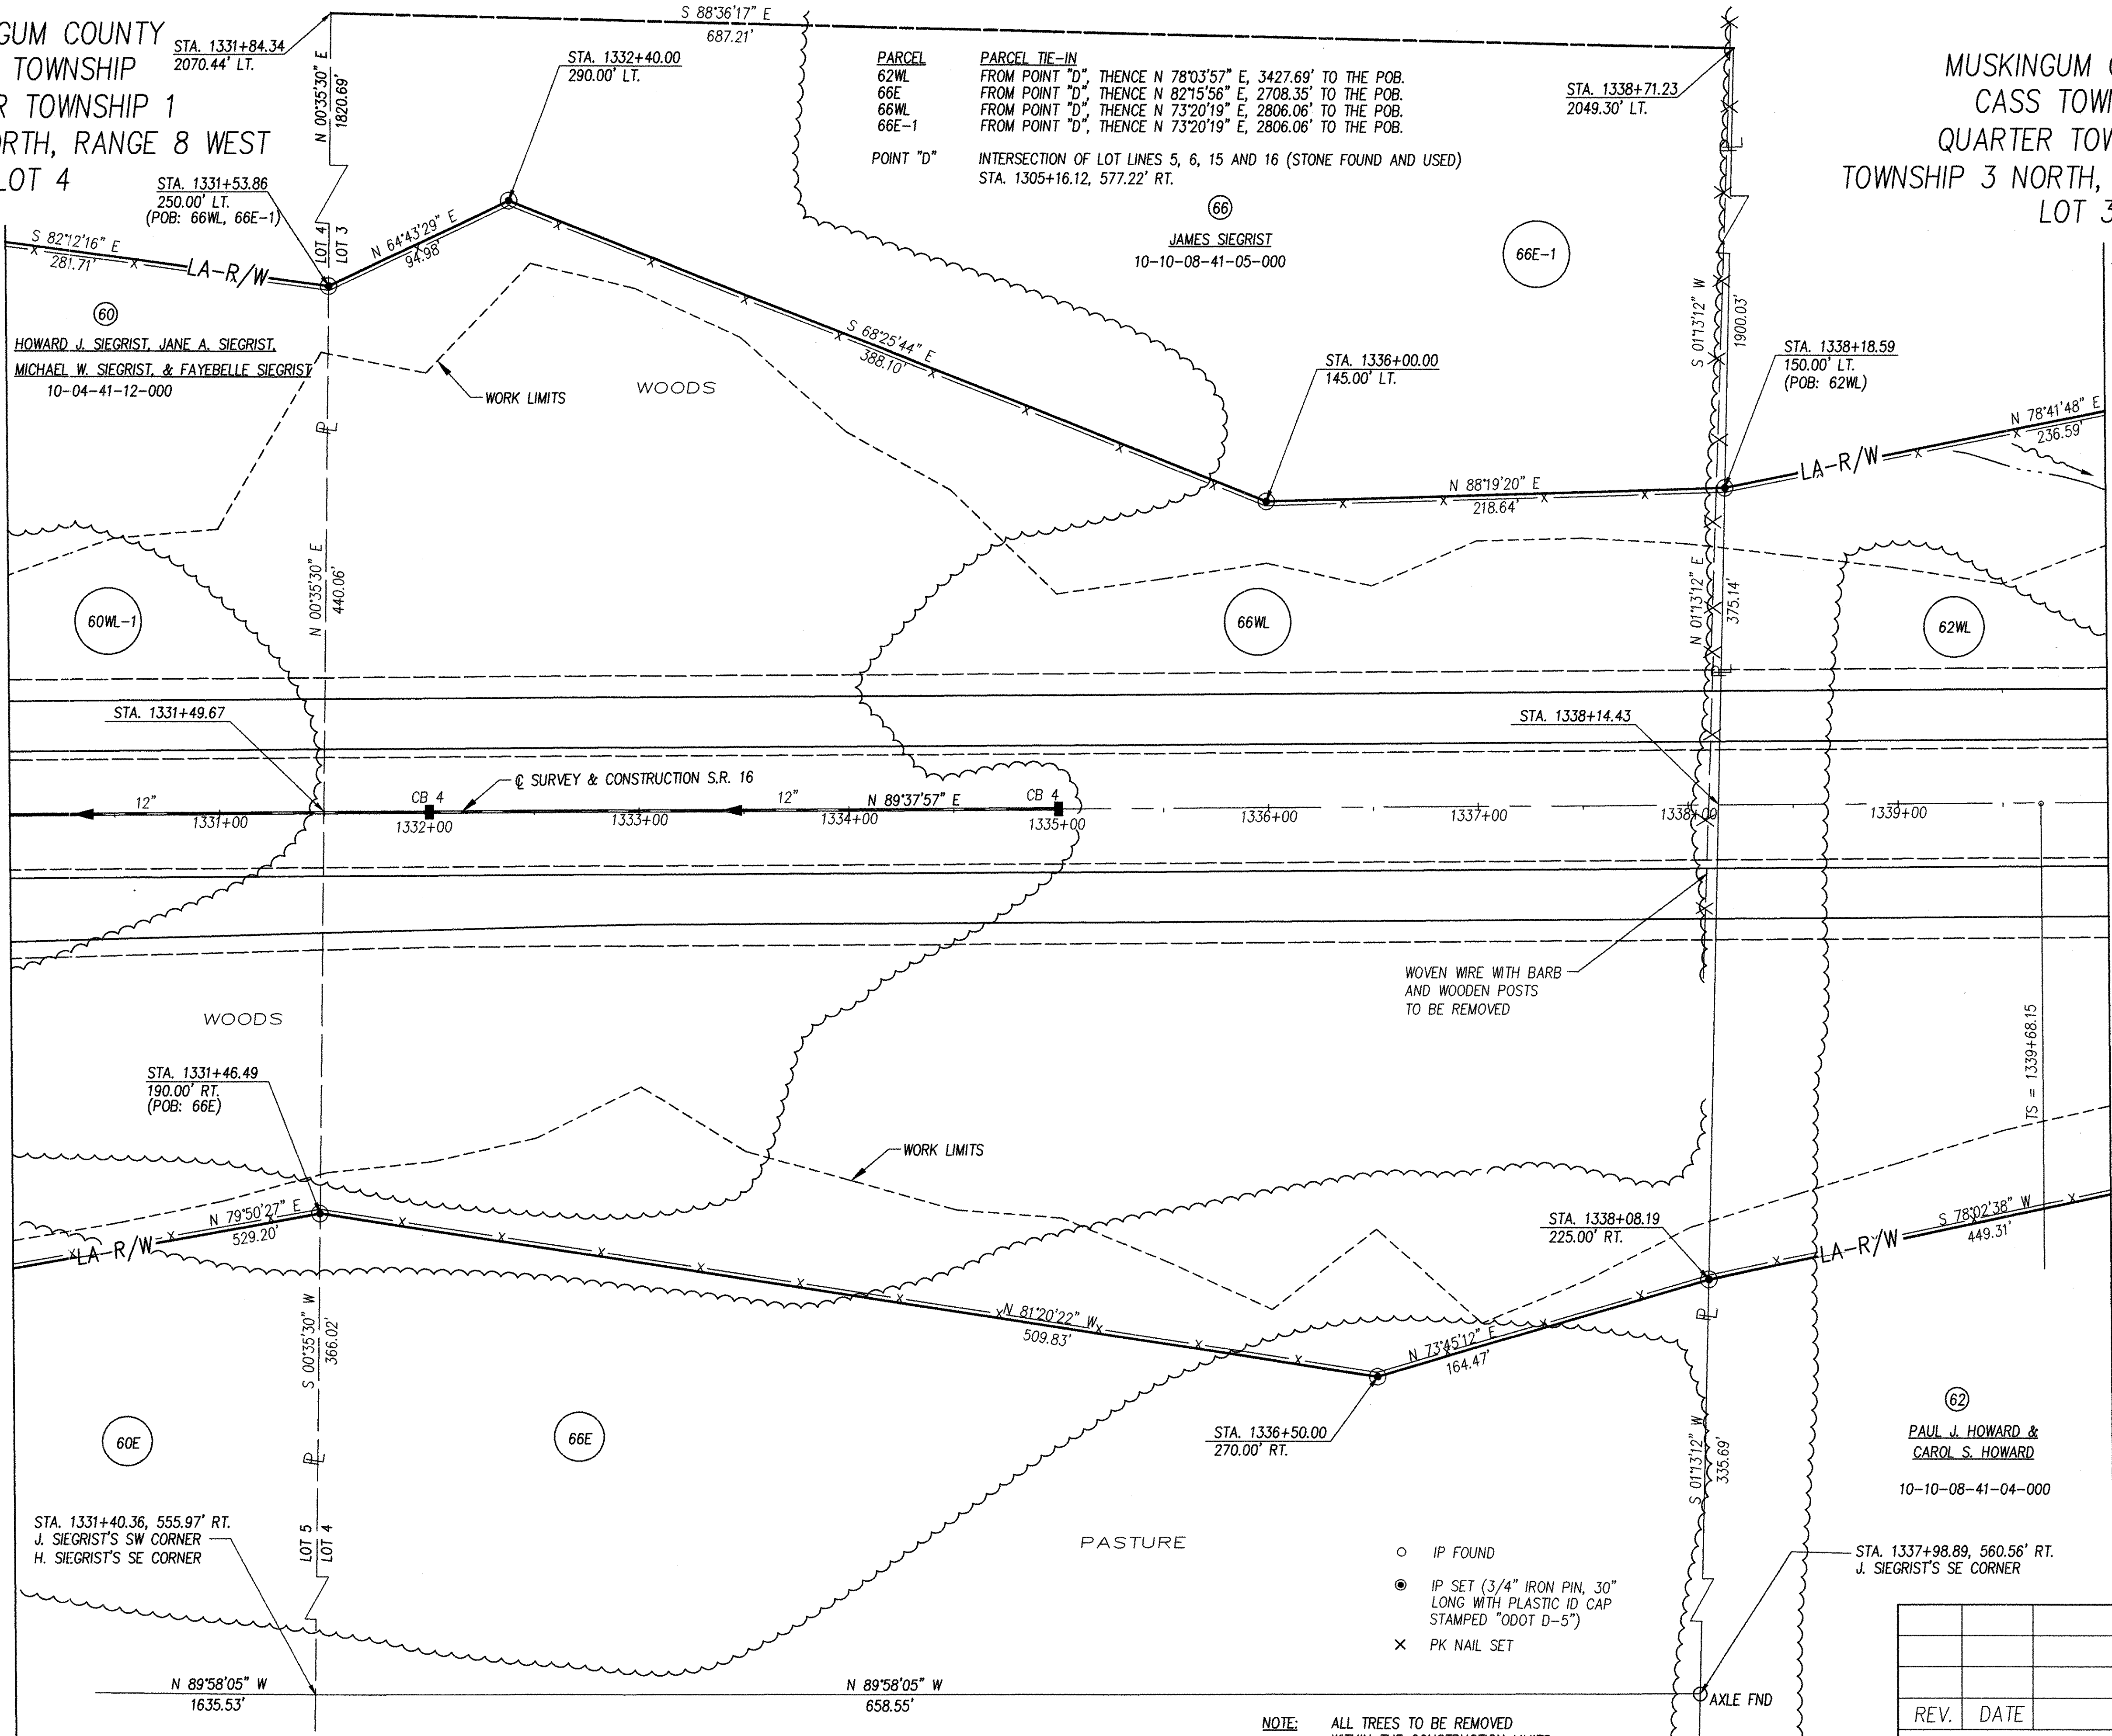 GUM COUNTY
TOWNSHIP
R TOWNSHIP 1
RTH, RANGE 8 WEST
LOT 4
STA. 1331+84.34
2070.44' LT.
S 88°36'17" E
687.21'
N 00°35'30" E
1820.69'
STA. 1332+40.00
290.00' LT.
PARCEL PARCEL TIE-IN
62WL FROM POINT "D", THENCE N 78°03'57" E, 3427.69' TO THE POB.
66E FROM POINT "D", THENCE N 82°15'56" E, 2708.35' TO THE POB.
66WL FROM POINT "D", THENCE N 73°20'19" E, 2806.06' TO THE POB.
66E-1 FROM POINT "D", THENCE N 73°20'19" E, 2806.06' TO THE POB.
POINT "D" INTERSECTION OF LOT LINES 5, 6, 15 AND 16 (STONE FOUND AND USED)
STA. 1305+16.12, 577.22' RT.
STA. 1338+71.23
2049.30' LT.
MUSKINGUM
CASS TOWN
QUARTER TOW
TOWNSHIP 3 NORTH,
LOT 3
STA. 1331+53.86
250.00' LT.
(POB: 66WL, 66E-1)
LOT 4
LOT 3
S 82°12'16" E
281.71'
LA-R/W
N 64°43'29" E
94.98'
66
JAMES SIEGRIST
10-10-08-41-05-000
66E-1
60
HOWARD J. SIEGRIST, JANE A. SIEGRIST,
MICHAEL W. SIEGRIST, & FAYEBELLE SIEGRIST
10-04-41-12-000
PL
WORK LIMITS
WOODS
S 68°25'44" E
388.10'
STA. 1336+00.00
145.00' LT.
PL
S 01°13'12" W
1900.03'
STA. 1338+18.59
150.00' LT.
(POB: 62WL)
N 88°19'20" E
218.64'
LA-R/W
N 78°41'48" E
236.59'
N 00°35'30" E
440.06'
60WL-1
66WL
N 01°13'12" E
375.14'
PL
62WL
STA. 1331+49.67
STA. 1338+14.43
12"
CB 4
℄ SURVEY & CONSTRUCTION S.R. 16
12"
N 89°37'57" E
CB 4
1331+00
1332+00
1333+00
1334+00
1335+00
1336+00
1337+00
1338+00
1339+00
WOVEN WIRE WITH BARB
AND WOODEN POSTS
TO BE REMOVED
TS = 1339+68.15
WOODS
STA. 1331+46.49
190.00' RT.
(POB: 66E)
WORK LIMITS
N 79°50'27" E
529.20'
LA-R/W
STA. 1338+08.19
225.00' RT.
LA-R/W
S 78°02'38" W
449.31'
S 00°35'30" W
366.02'
N 81°20'22" W
509.83'
N 73°45'12" E
164.47'
PL
STA. 1336+50.00
270.00' RT.
60E
PL
66E
S 01°13'12" W
335.69'
62
PAUL J. HOWARD &
CAROL S. HOWARD
10-10-08-41-04-000
STA. 1331+40.36, 555.97' RT.
J. SIEGRIST'S SW CORNER
H. SIEGRIST'S SE CORNER
LOT 5
LOT 4
PASTURE
IP FOUND
IP SET (3/4" IRON PIN, 30"
LONG WITH PLASTIC ID CAP
STAMPED "ODOT D-5")
PK NAIL SET
STA. 1337+98.89, 560.56' RT.
J. SIEGRIST'S SE CORNER
N 89°58'05" W
1635.53'
N 89°58'05" W
658.55'
AXLE FND
REV. DATE
NOTE: ALL TREES TO BE REMOVED